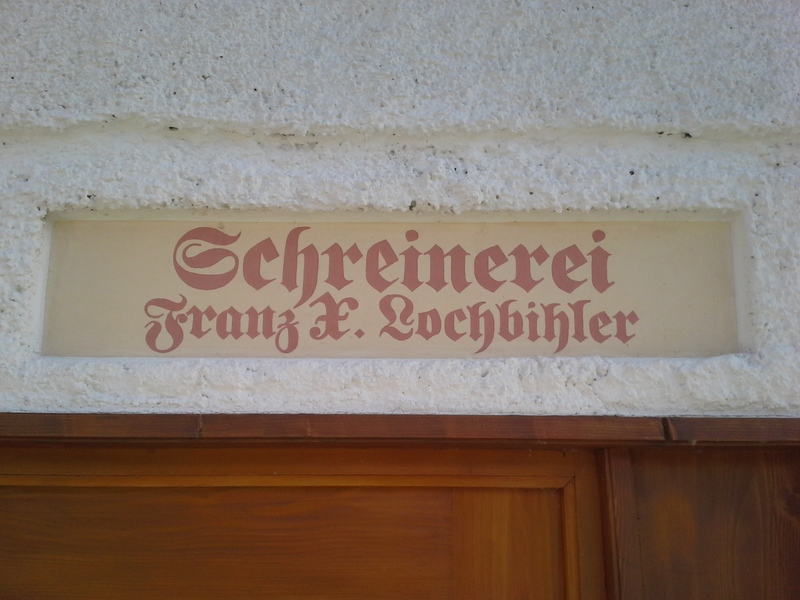 Schreinerei
Franz X. Lochbihler